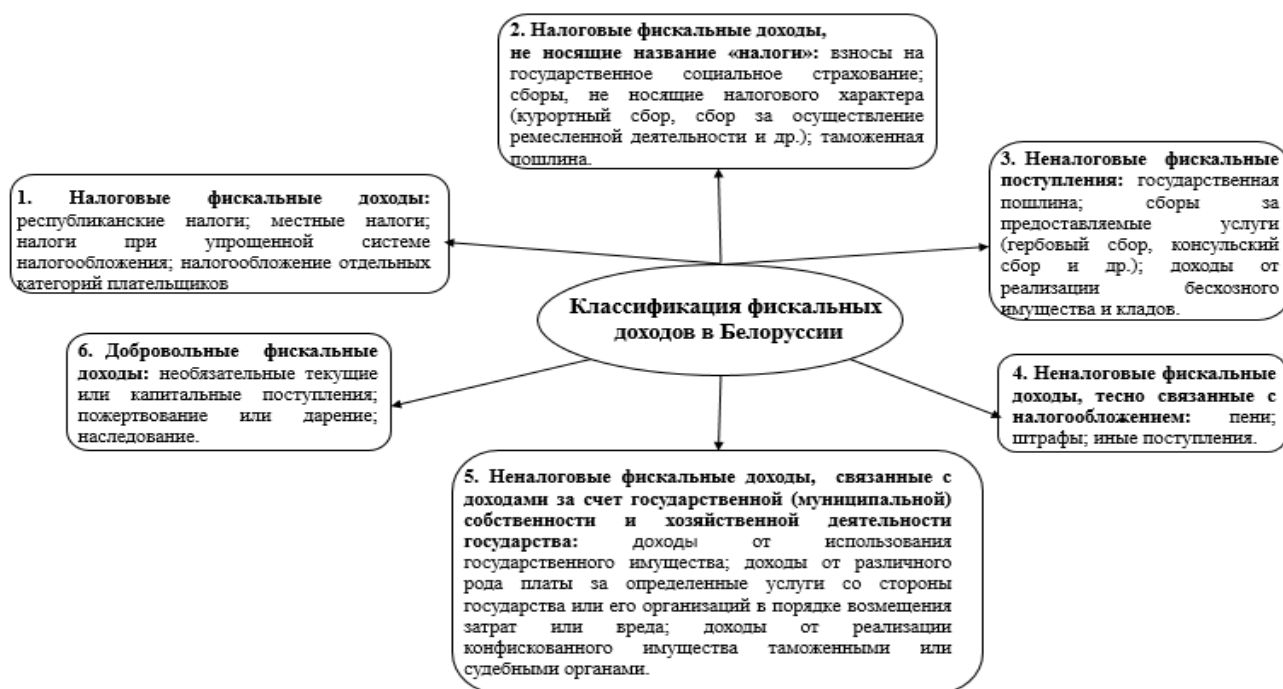 2. Налоговые фискальные доходы,
не носящие название «налоги»: взносы на
государственное социальное страхование;
сборы, не носящие налогового характера
(курортный сбор, сбор за осуществление
ремесленной деятельности и др.); таможенная
пошлина.
1. Налоговые фискальные доходы:
республиканские налоги; местные налоги;
налоги при упрощенной системе
налогообложения; налогообложение отдельных
категорий плательщиков
3. Неналоговые фискальные
поступления: государственная
пошлина; сборы за
предоставляемые услуги
(гербовый сбор, консульский
сбор и др.); доходы от
реализации бесхозного
имущества и кладов.
Классификация фискальных
доходов в Белоруссии
6. Добровольные фискальные
доходы: необязательные текущие
или капитальные поступления;
пожертвование или дарение;
наследование.
4. Неналоговые фискальные
доходы, тесно связанные с
налогообложением: пени;
штрафы; иные поступления.
5. Неналоговые фискальные доходы, связанные с
доходами за счет государственной (муниципальной)
собственности и хозяйственной деятельности
государства: доходы от использования
государственного имущества; доходы от различного
рода платы за определенные услуги со стороны
государства или его организаций в порядке возмещения
затрат или вреда; доходы от реализации
конфискованного имущества таможенными или
судебными органами.